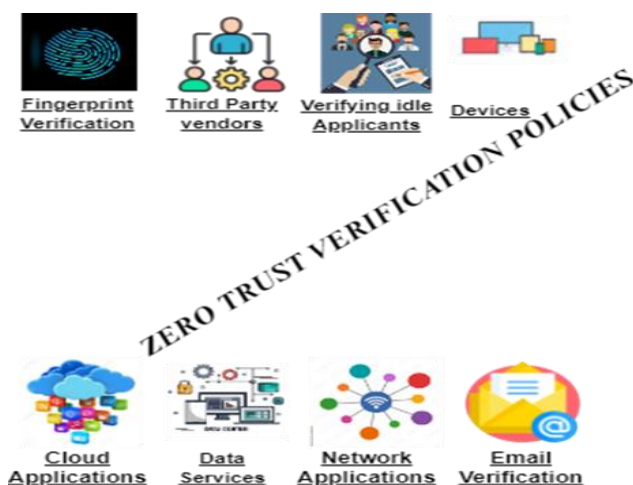 Fingerprint
Verification
Third Party
vendors
Verifying idle
Applicants
Devices
ZERO TRUST VERIFICATION POLICIES
Cloud
Applications
Data
Services
Network
Applications
Email
Verification